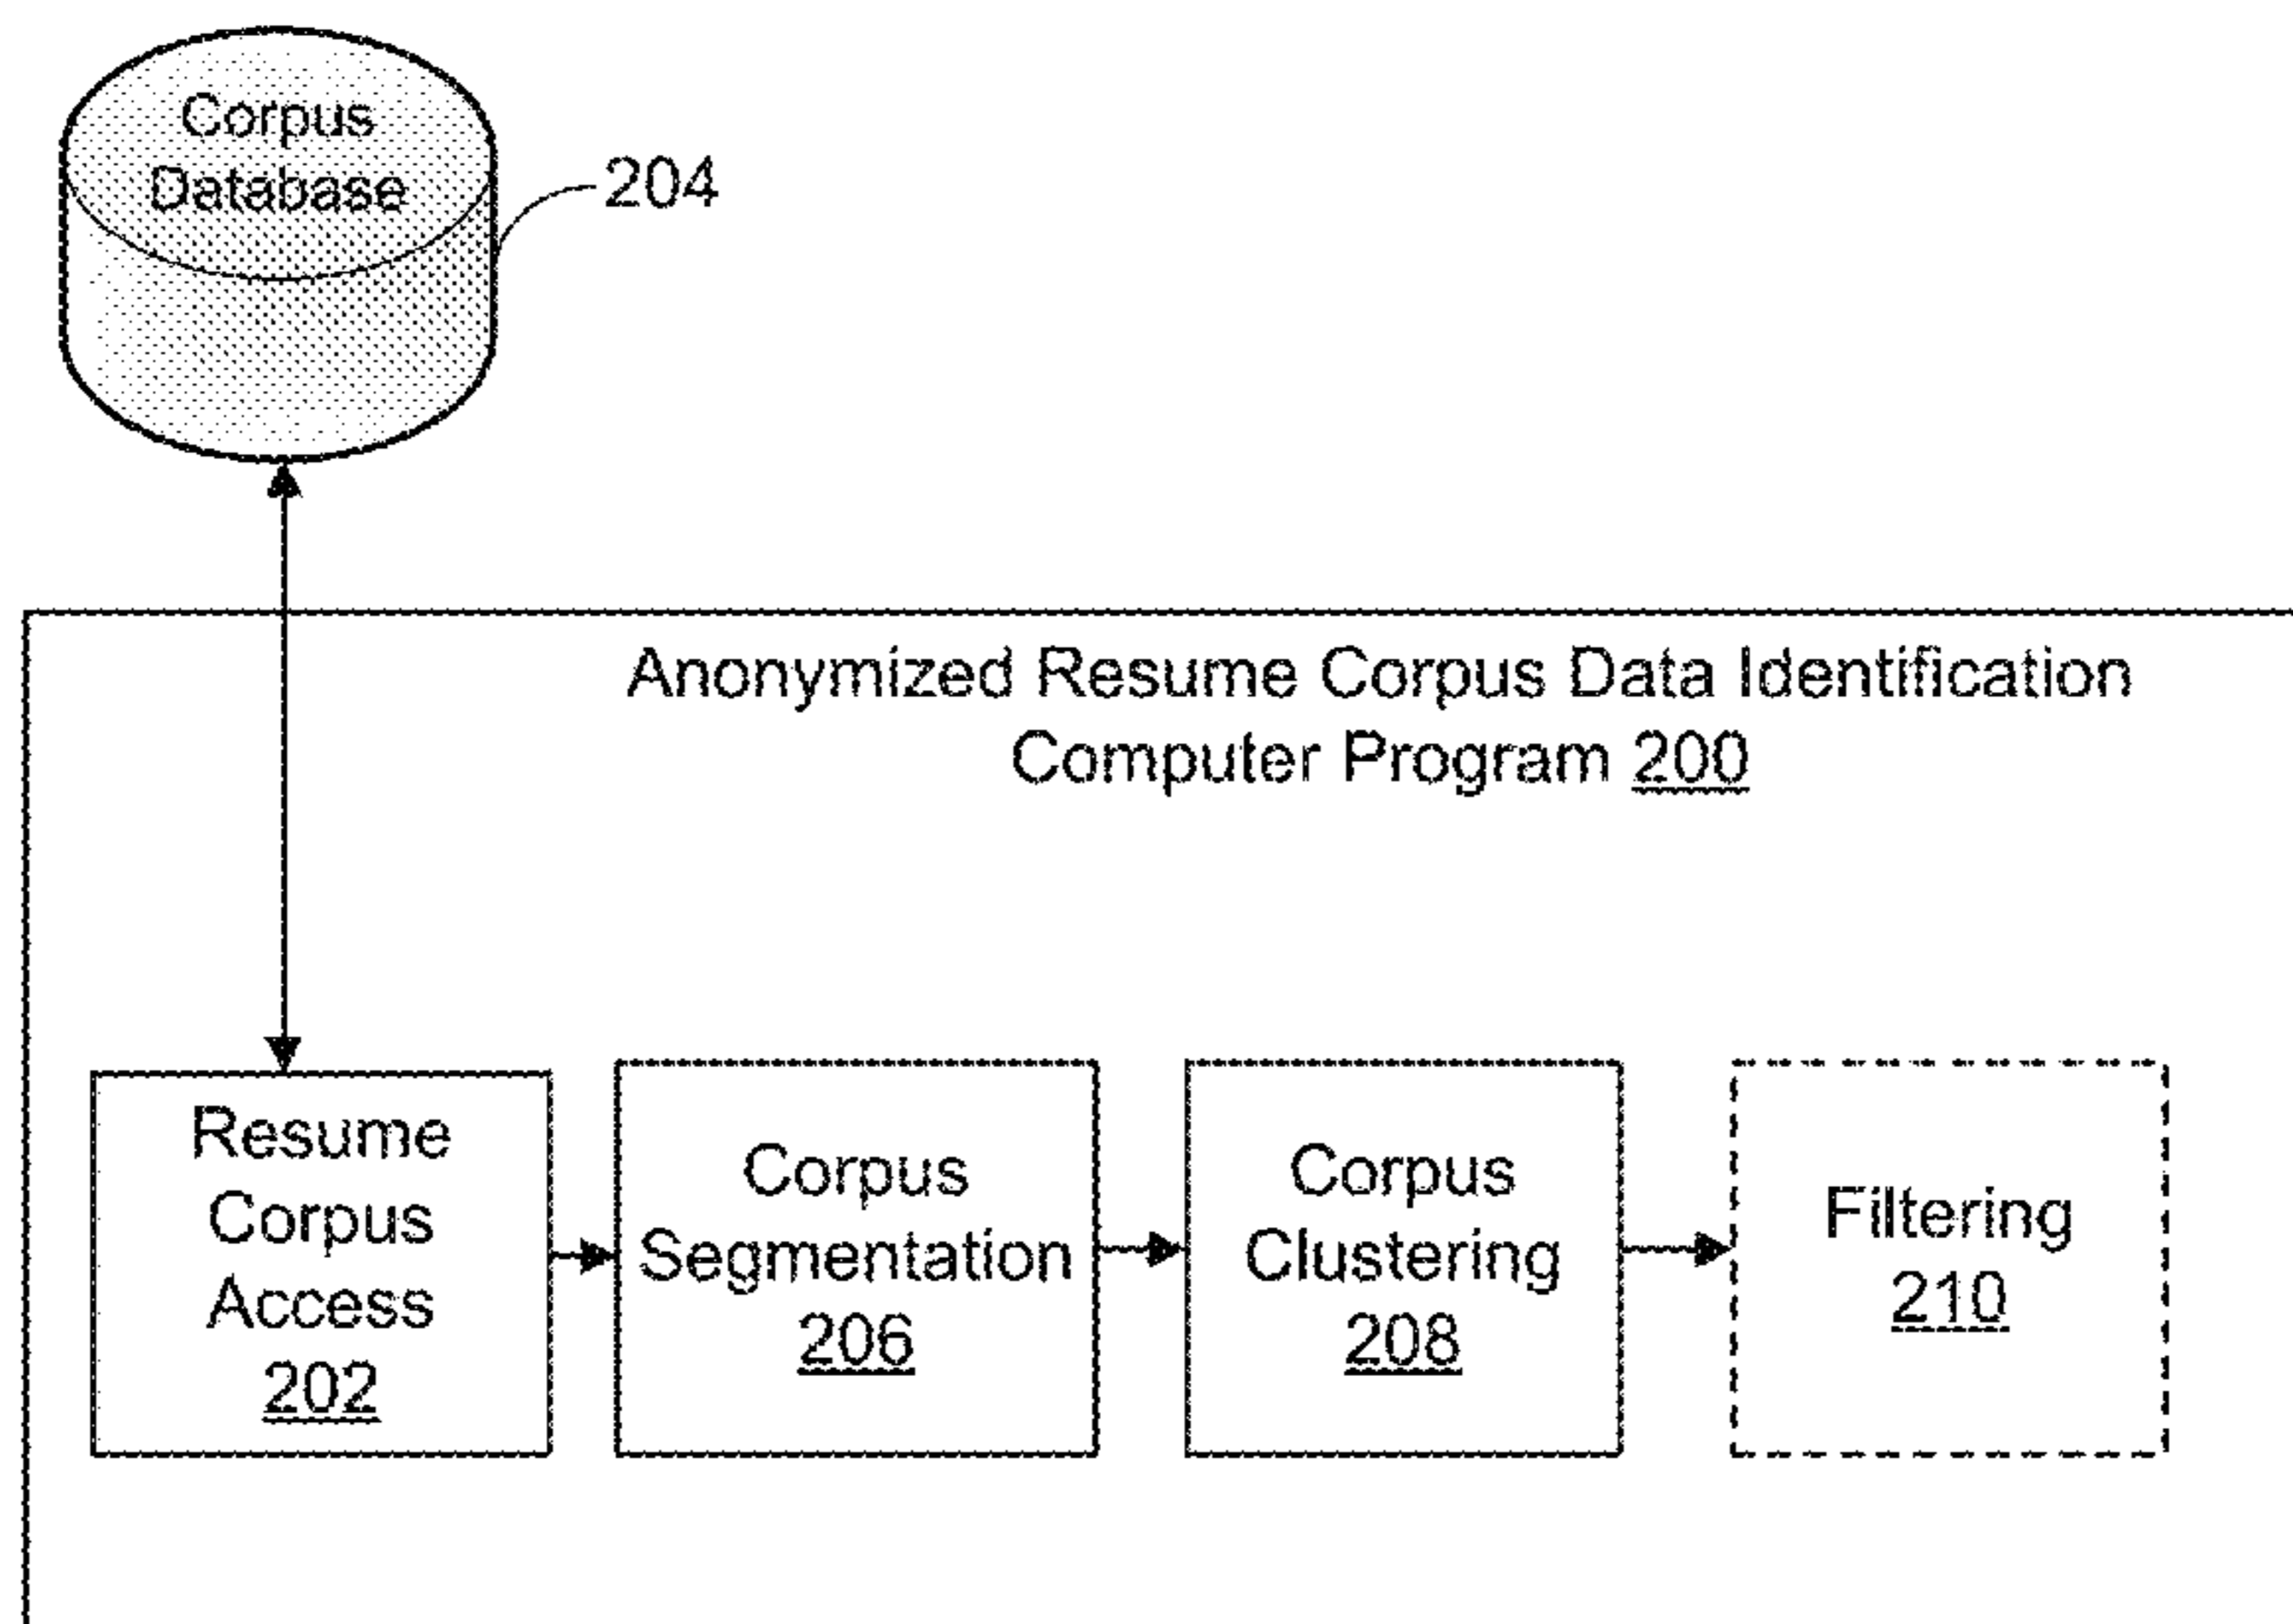 Corpus
Database
204
Anonymized Resume Corpus Data Identification
Computer Program 200
Resume
Corpus
Access
202
Corpus
Segmentation
206
Corpus
Clustering
208
Filtering
210